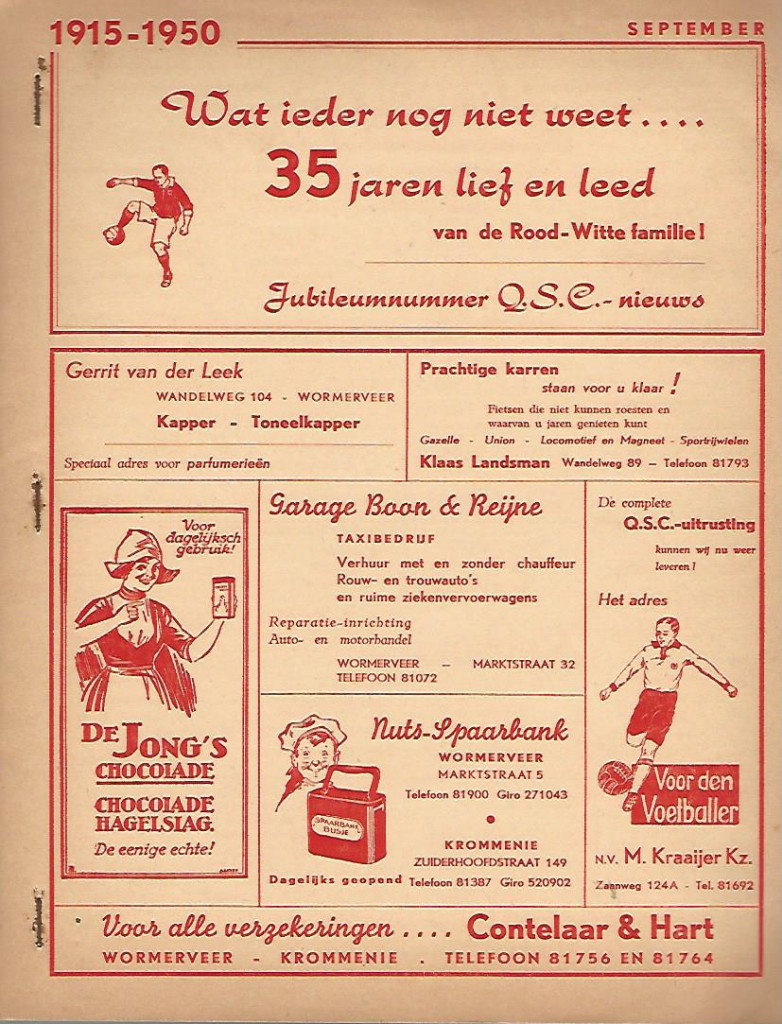 1915-1950
SEPTEMBER
Wat ieder nog niet weet....
35 jaren lief en leed
van de Rood-Witte familie!
Jubileumnummer Q.S.C.- nieuws
Gerrit van der Leek
WANDELWEG 104 - WORMERVEER
Kapper - Toneelkapper
Speciaal adres voor parfumerieën
Prachtige karren
staan voor u klaar!
Fietsen die niet kunnen roesten en
waarvan u jaren genieten kunt
Gazelle - Union - Locomotief en Magneet - Sportrijwielen
Klaas Landsman Wandelweg 89 – Telefoon 81793
Voor
dagelijksch
gebruik!
DE JONG'S
CHOCOLADE
CHOCOLADE
HAGELSLAG.
De eenige echte!
Garage Boon & Reijne
TAXIBEDRIJF
Verhuur met en zonder chauffeur
Rouw- en trouwauto's
en ruime ziekenvervoerwagens
Reparatie-inrichting
Auto- en motorhandel
WORMERVEER – MARKTSTRAAT 32
TELEFOON 81072
Nuts-Spaarbank
WORMERVEER
MARKTSTRAAT 5
Telefoon 81900 Giro 271043
KROMMENIE
ZUIDERHOOFDSTRAAT 149
SPAARBANK
BUSJE
Dagelijks geopend Telefoon 81387 Giro 520902
De complete
Q.S.C.-uitrusting
kunnen wij nu weer
leveren!
Het adres
Voor den
Voetballer
N.V. M. Kraaijer Kz.
Zaanweg 124A - Tel. 81692
Voor alle verzekeringen .... Contelaar & Hart
WORMERVEER - KROMMENIE . TELEFOON 81756 EN 81764